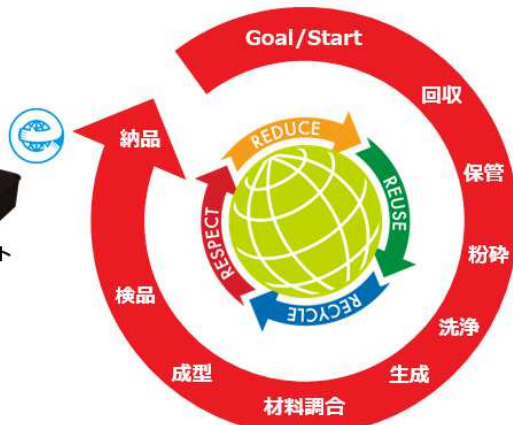 Goal/Start
回収
保管
粉砕
洗浄
生成
材料調合
成型
検品
納品
REDUCE
REUSE
RECYCLE
RESPECT
ト